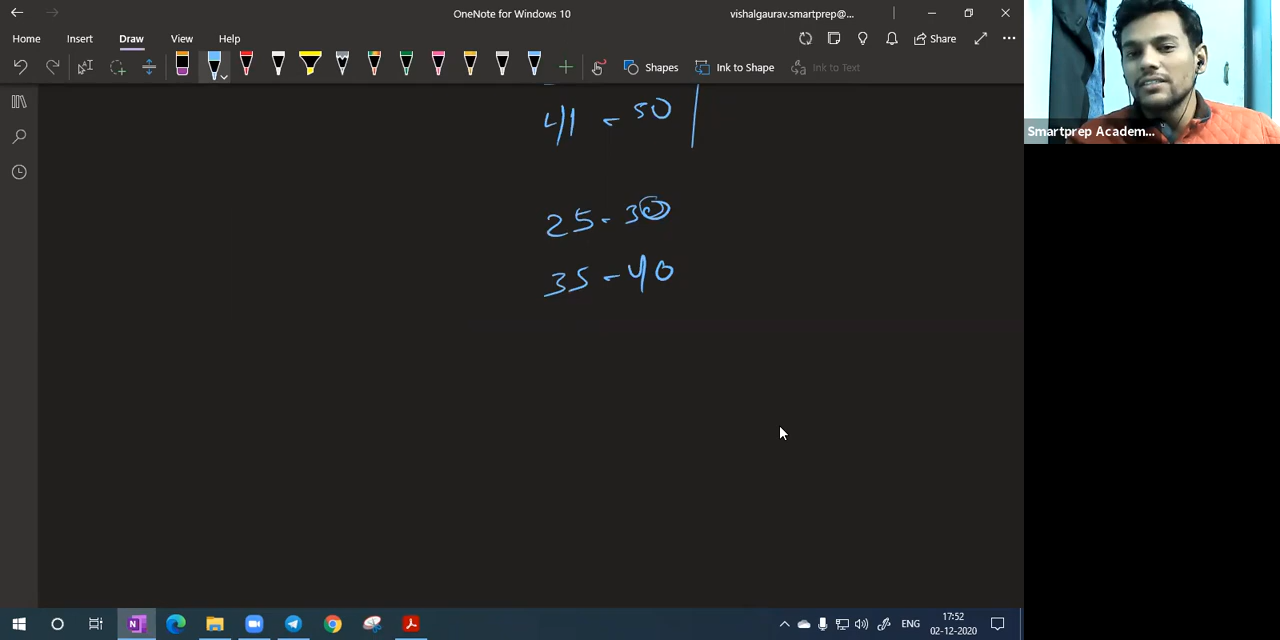 OneNote for Windows 10
vishalgaurav.smartprep@...
Home Insert Draw View Help
Share
Shapes Ink to Shape Ink to Text
41 - 50
25 - 30
35 - 40
Smartprep Academ...
ENG
17:52
02-12-2020